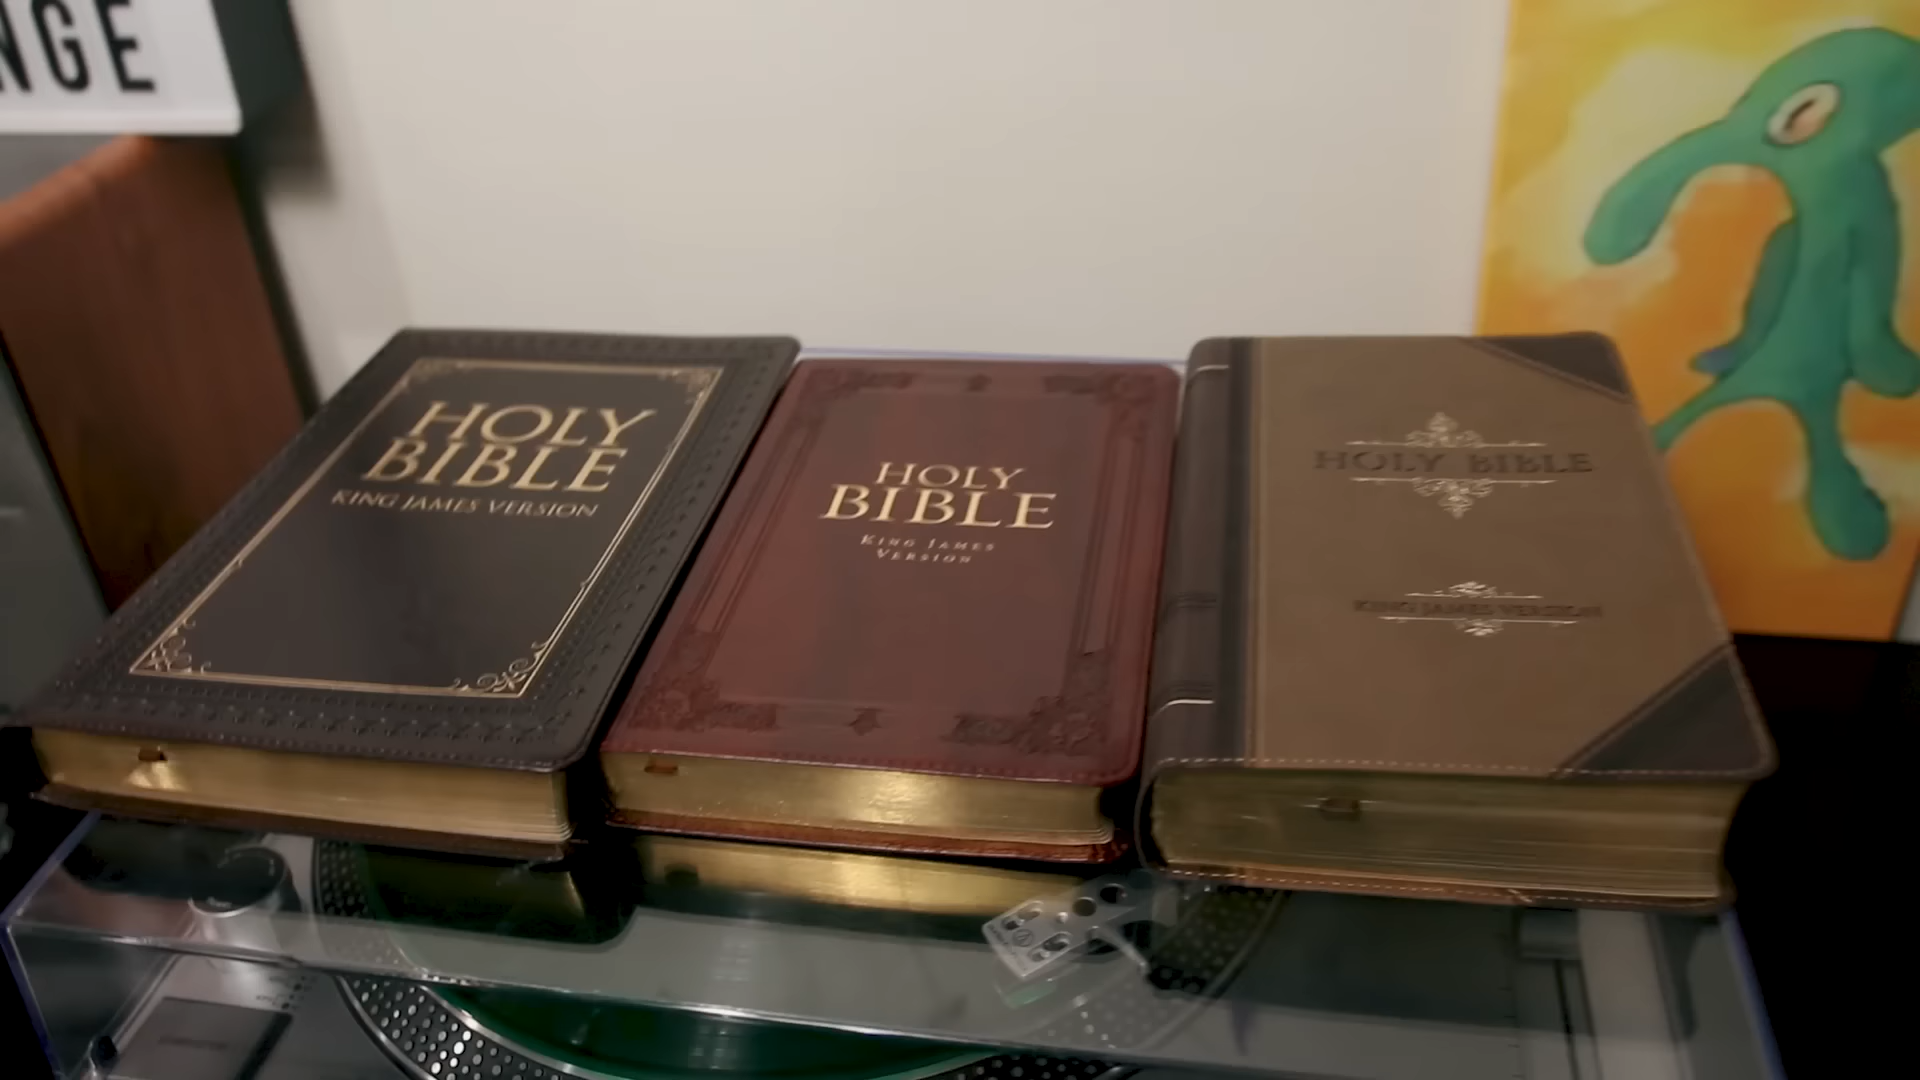 NGE
HOLY
BIBLE
KING JAMES VERSION
HOLY
BIBLE
KING JAMES
VERSION
HOLY BIBLE
KING JAMES VERSION